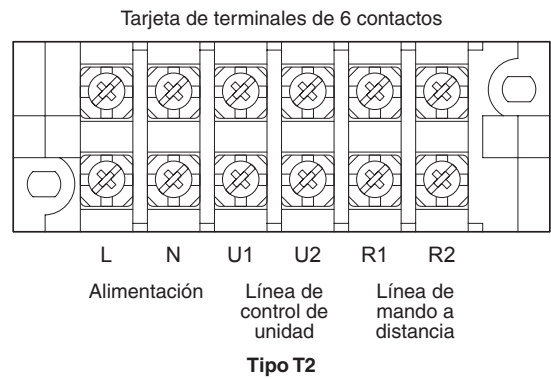 Tarjeta de terminales de 6 contactos
L N U1 U2 R1 R2
Alimentación Línea de control de unidad Línea de mando a distancia
Tipo T2